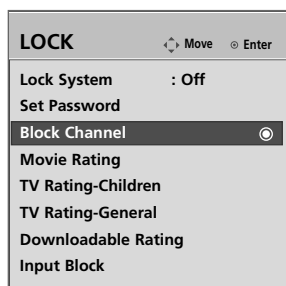 LOCK Move Enter
Lock System : Off
Set Password
Block Channel
Movie Rating
TV Rating-Children
TV Rating-General
Downloadable Rating
Input Block